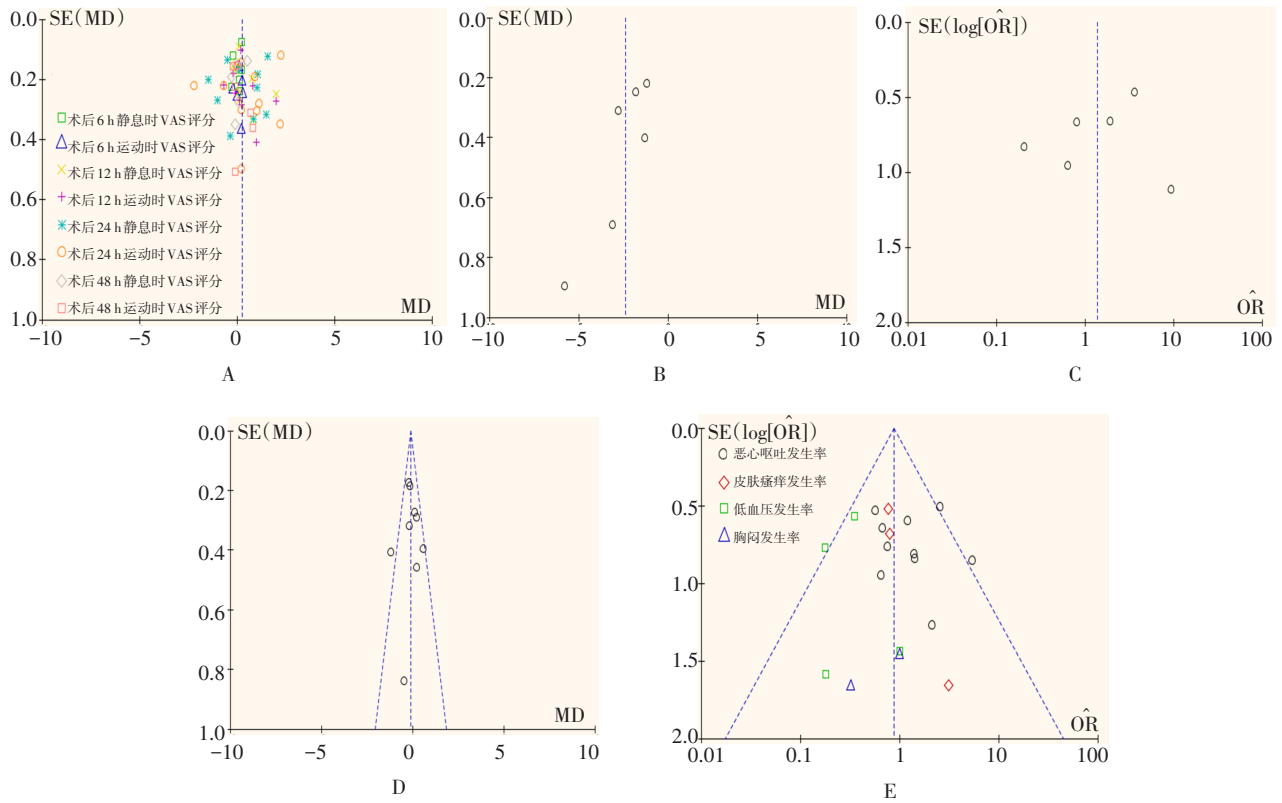 0.0
SE(MD)
0.2
0.4
0.6
0.8
1.0
术后6 h静息时VAS评分
术后6 h运动时VAS评分
术后12 h静息时VAS评分
术后12 h运动时VAS评分
术后24 h静息时VAS评分
术后24 h运动时VAS评分
术后48 h静息时VAS评分
术后48 h运动时VAS评分
MD
−10 −5 0 5 10
A
0.0
SE(MD)
0.2
0.4
0.6
0.8
1.0
MD
−10 −5 0 5 10
B
0.0
SE(log[OR̂])
0.5
1.0
1.5
2.0
OR̂
0.01 0.1 1 10 100
C
0.0
SE(MD)
0.2
0.4
0.6
0.8
1.0
MD
−10 −5 0 5 10
D
0.0
SE(log[OR̂])
恶心呕吐发生率
皮肤瘙痒发生率
低血压发生率
胸闷发生率
0.5
1.0
1.5
2.0
OR̂
0.01 0.1 1 10 100
E